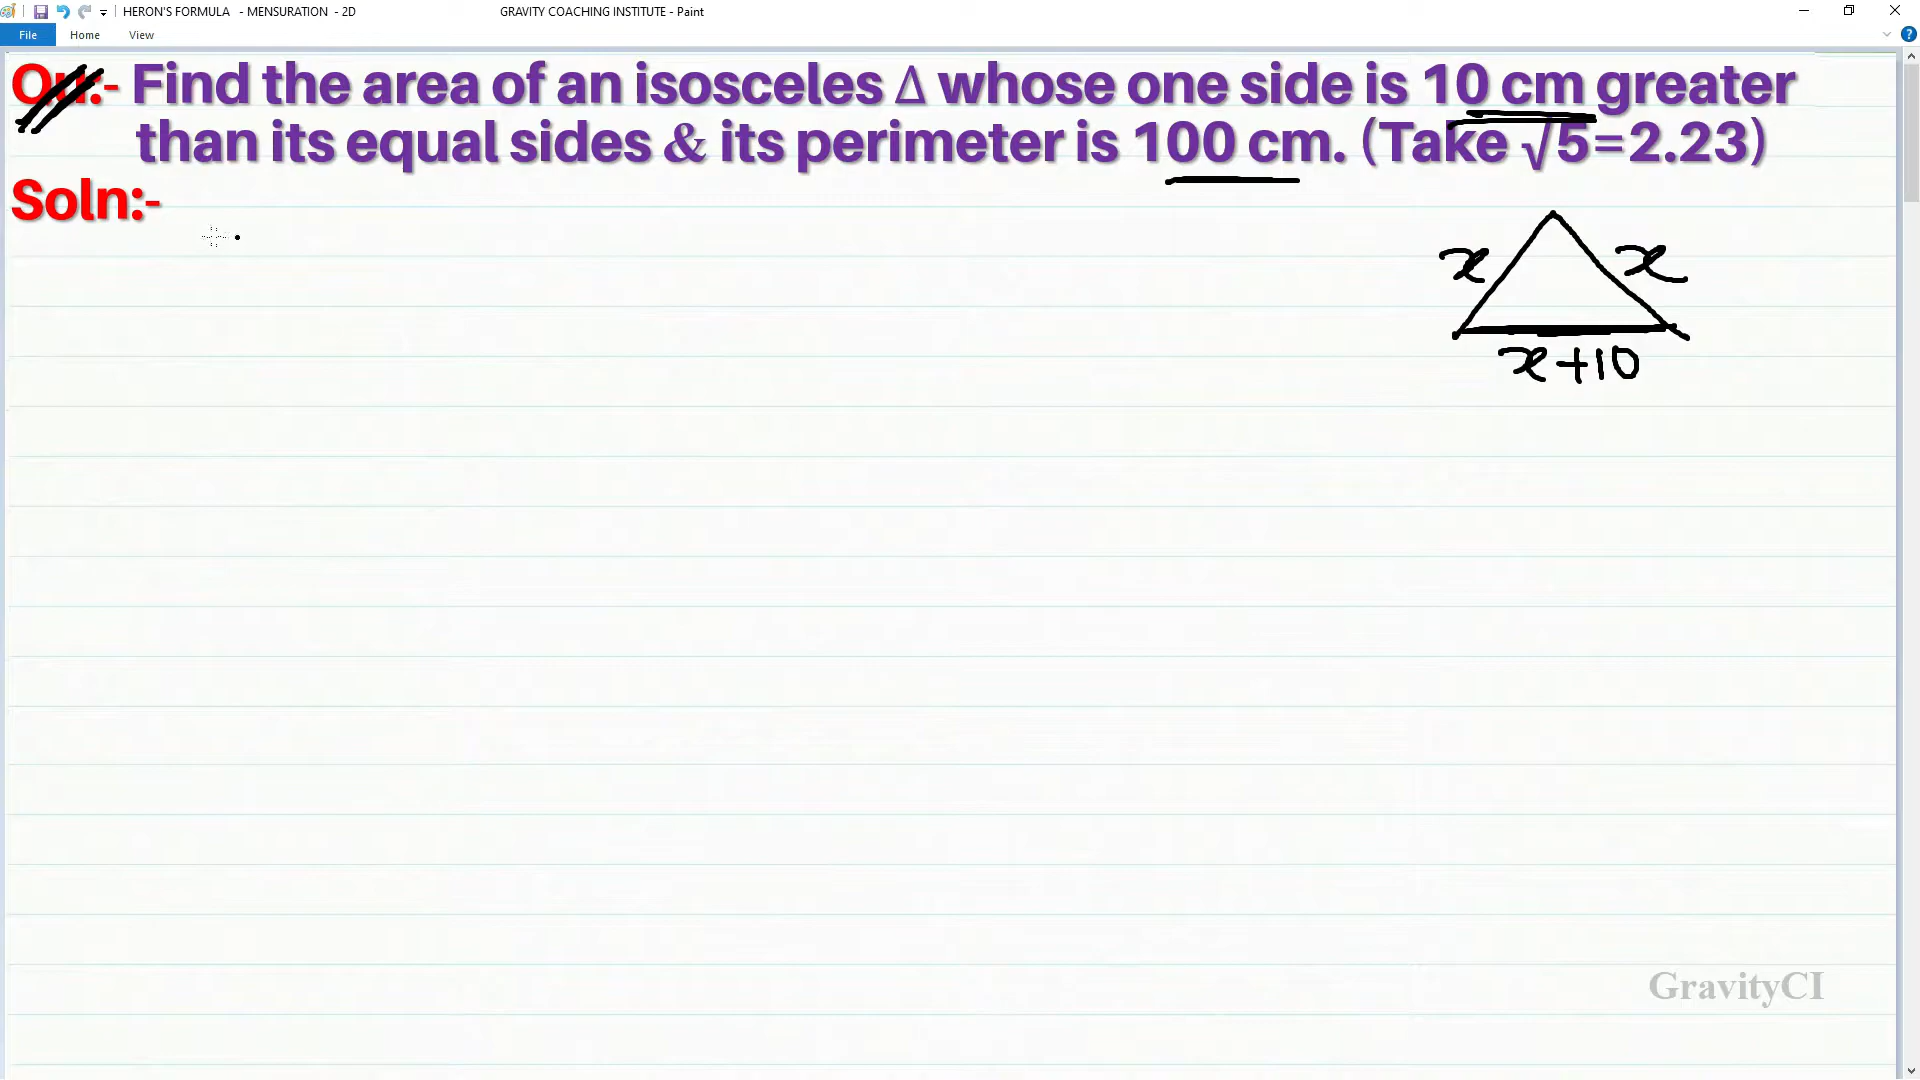 HERON'S FORMULA - MENSURATION - 2D GRAVITY COACHING INSTITUTE - Paint
File Home View
Qu:- Find the area of an isosceles Δ whose one side is 10 cm greater
than its equal sides & its perimeter is 100 cm. (Take √5=2.23)
Soln:-
x x
x+10
GravityCI